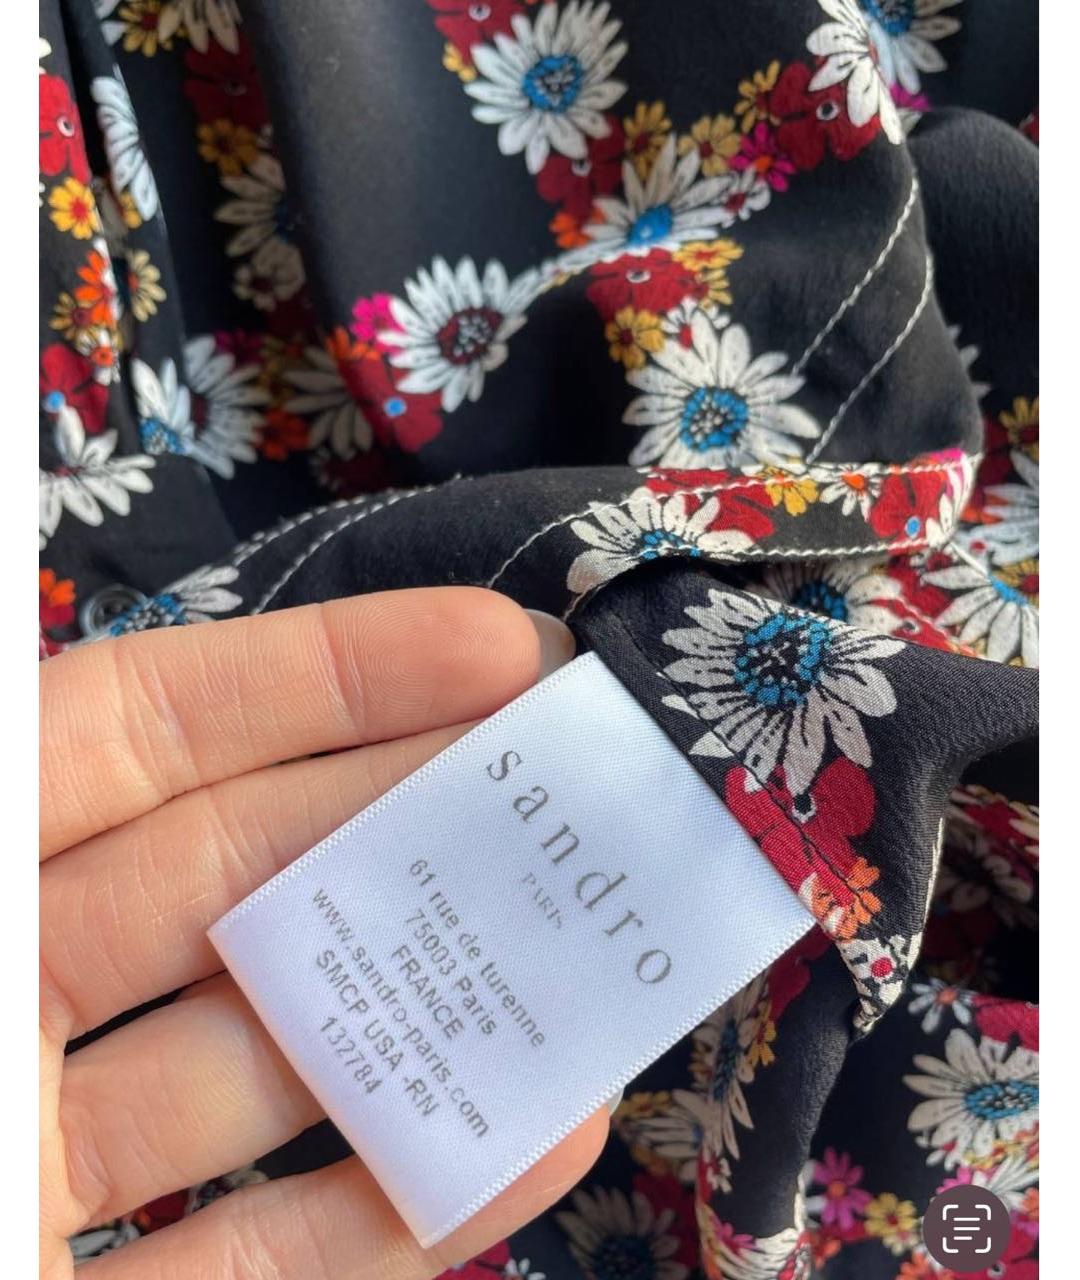 sandro
PARIS
61 rue de turenne
75003 Paris
FRANCE
www.sandro-paris.com
SMCP USA -RN
132784